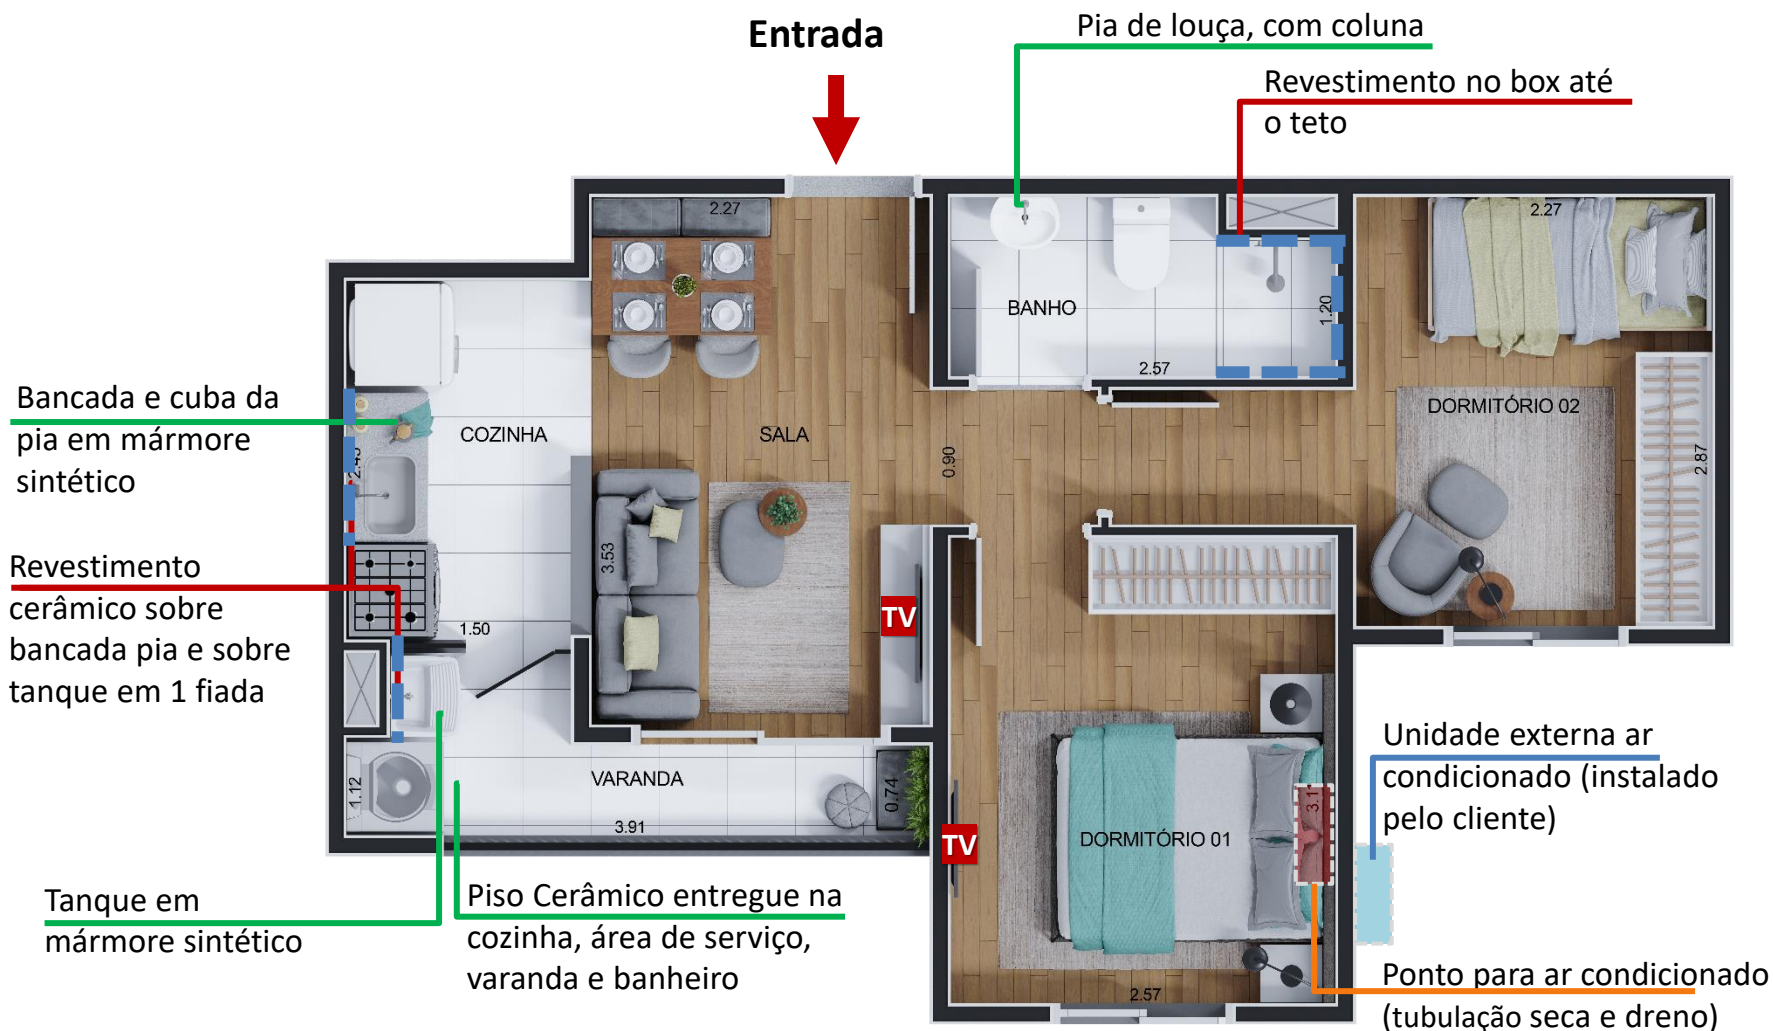 Entrada
Pia de louça, com coluna
Revestimento no box até
o teto
2.27
2.27
BANHO
1.20
2.57
Bancada e cuba da
pia em mármore
sintético
COZINHA
SALA
DORMITÓRIO 02
2.45
0.90
2.87
Revestimento
cerâmico sobre
bancada pia e sobre
tanque em 1 fiada
3.53
TV
1.50
Unidade externa ar
condicionado (instalado
pelo cliente)
VARANDA
1.12
0.74
3.91
TV
DORMITÓRIO 01
3.1
Tanque em
mármore sintético
Piso Cerâmico entregue na
cozinha, área de serviço,
varanda e banheiro
2.57
Ponto para ar condicionado
(tubulação seca e dreno)